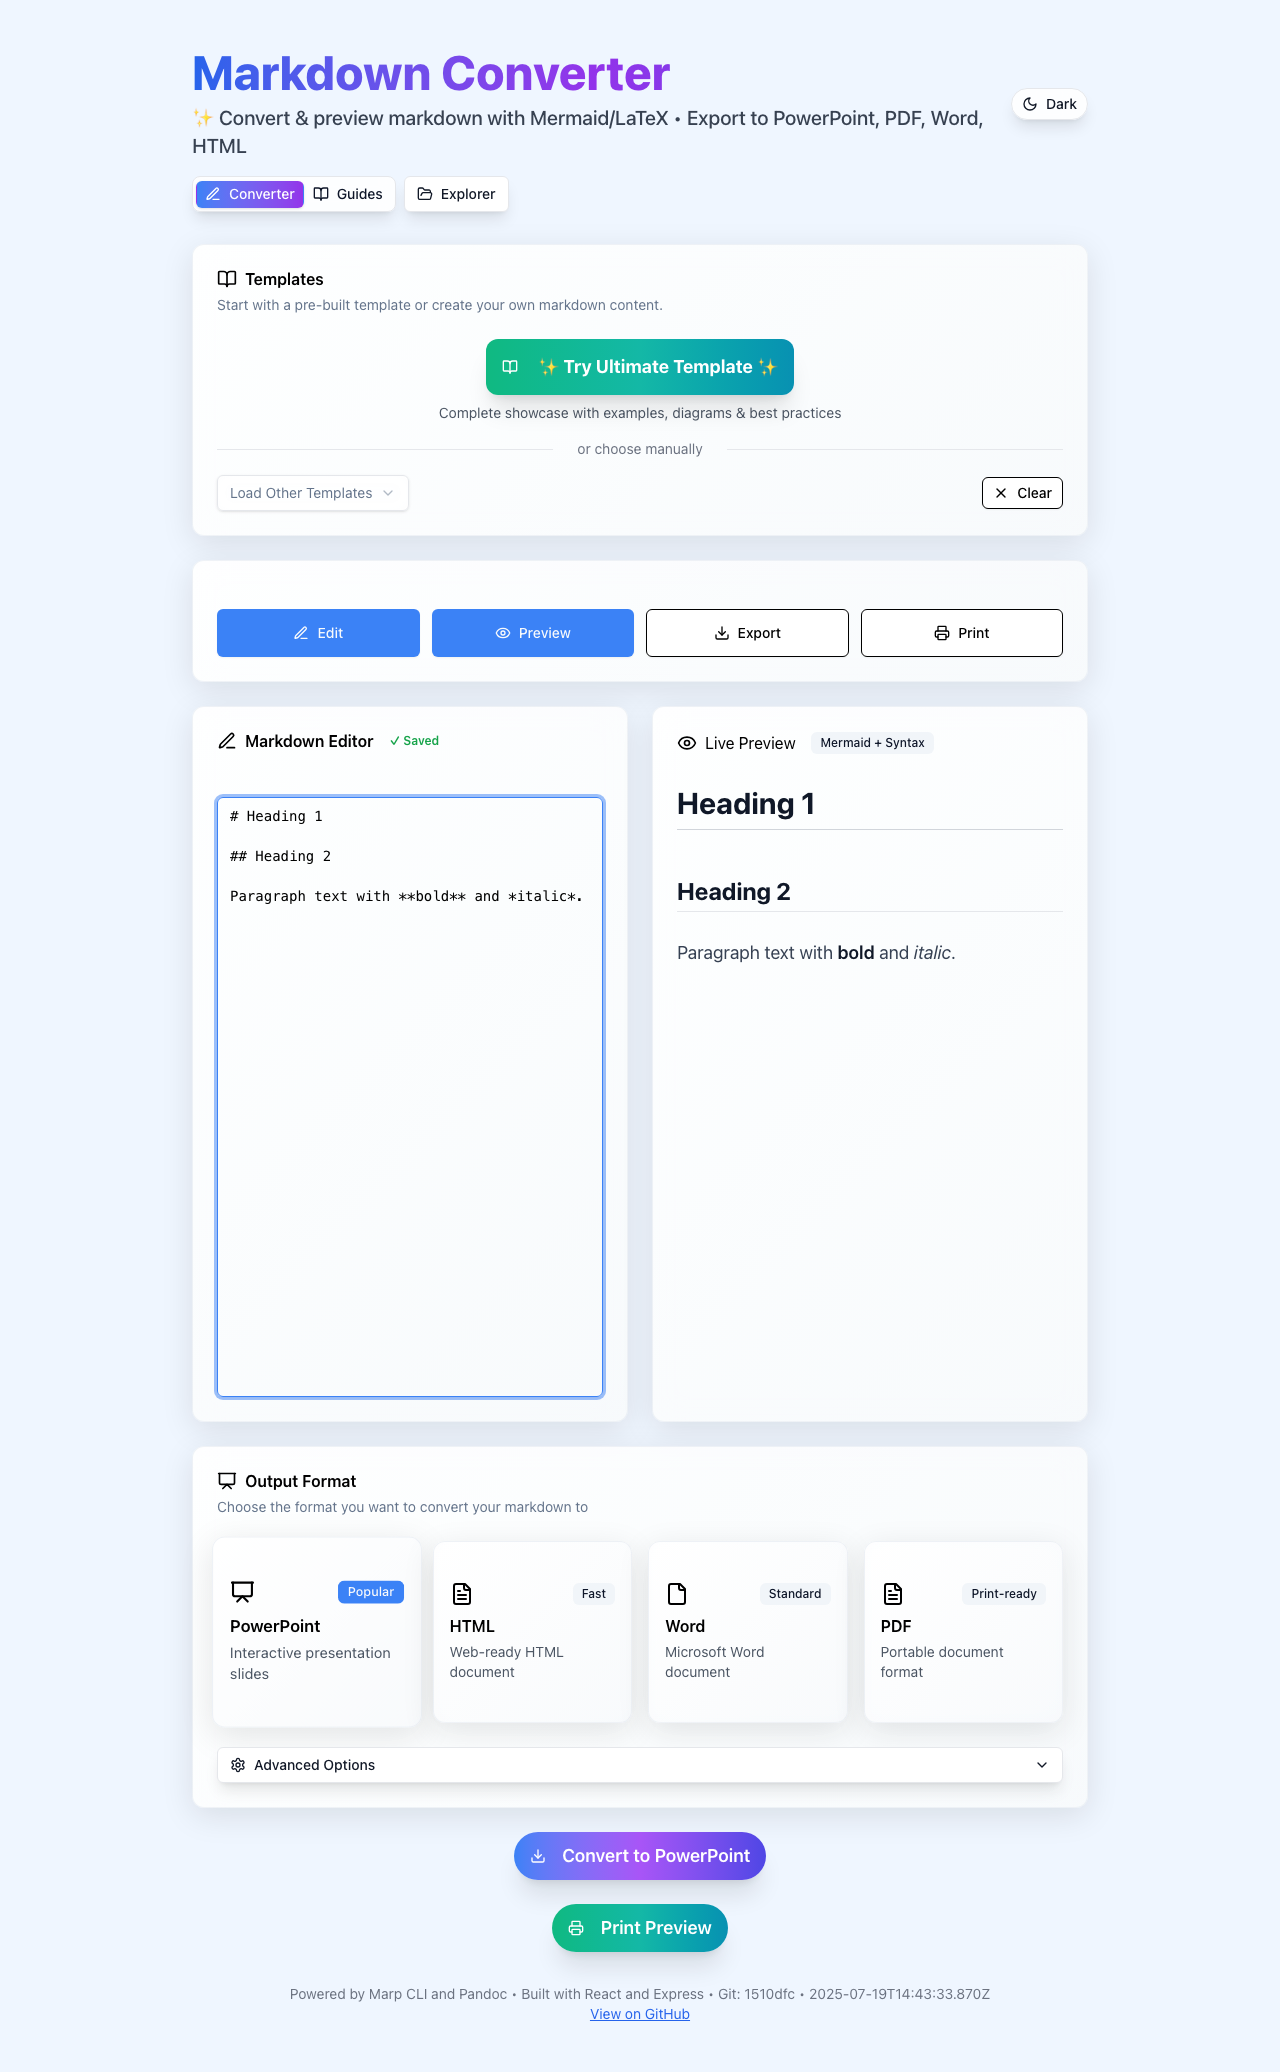 Markdown Converter
✨ Convert & preview markdown with Mermaid/LaTeX • Export to PowerPoint, PDF, Word,
HTML
Dark
Converter
Guides
Explorer
Templates
Start with a pre-built template or create your own markdown content.
✨ Try Ultimate Template ✨
Complete showcase with examples, diagrams & best practices
or choose manually
Load Other Templates
Clear
Edit
Preview
Export
Print
Markdown Editor
✓ Saved
# Heading 1
## Heading 2
Paragraph text with **bold** and *italic*.
Live Preview
Mermaid + Syntax
Heading 1
Heading 2
Paragraph text with bold and italic.
Output Format
Choose the format you want to convert your markdown to
Popular
PowerPoint
Interactive presentation
slides
Fast
HTML
Web-ready HTML
document
Standard
Word
Microsoft Word
document
Print-ready
PDF
Portable document
format
Advanced Options
Convert to PowerPoint
Print Preview
Powered by Marp CLI and Pandoc • Built with React and Express • Git: 1510dfc • 2025-07-19T14:43:33.870Z
View on GitHub